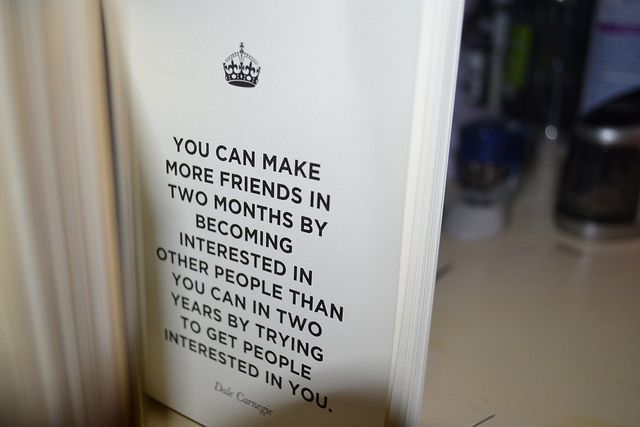 YOU CAN MAKE
MORE FRIENDS IN
TWO MONTHS BY
BECOMING
INTERESTED IN
OTHER PEOPLE THAN
YOU CAN IN TWO
YEARS BY TRYING
TO GET PEOPLE
INTERESTED IN YOU.
Dale Carnegie